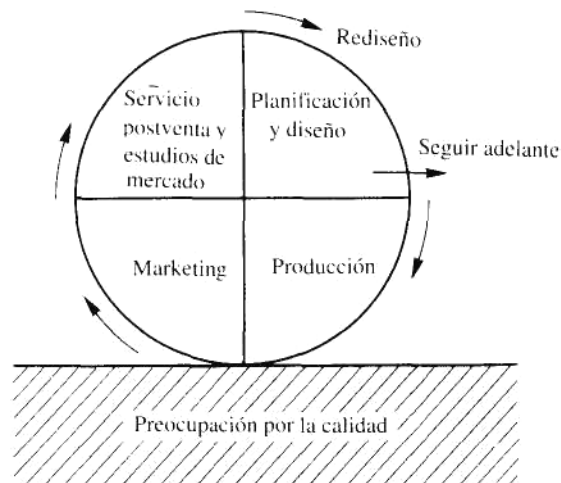 Rediseño
Servicio
postventa y
estudios de
mercado
Planificación
y diseño
Seguir adelante
Marketing
Producción
Preocupación por la calidad